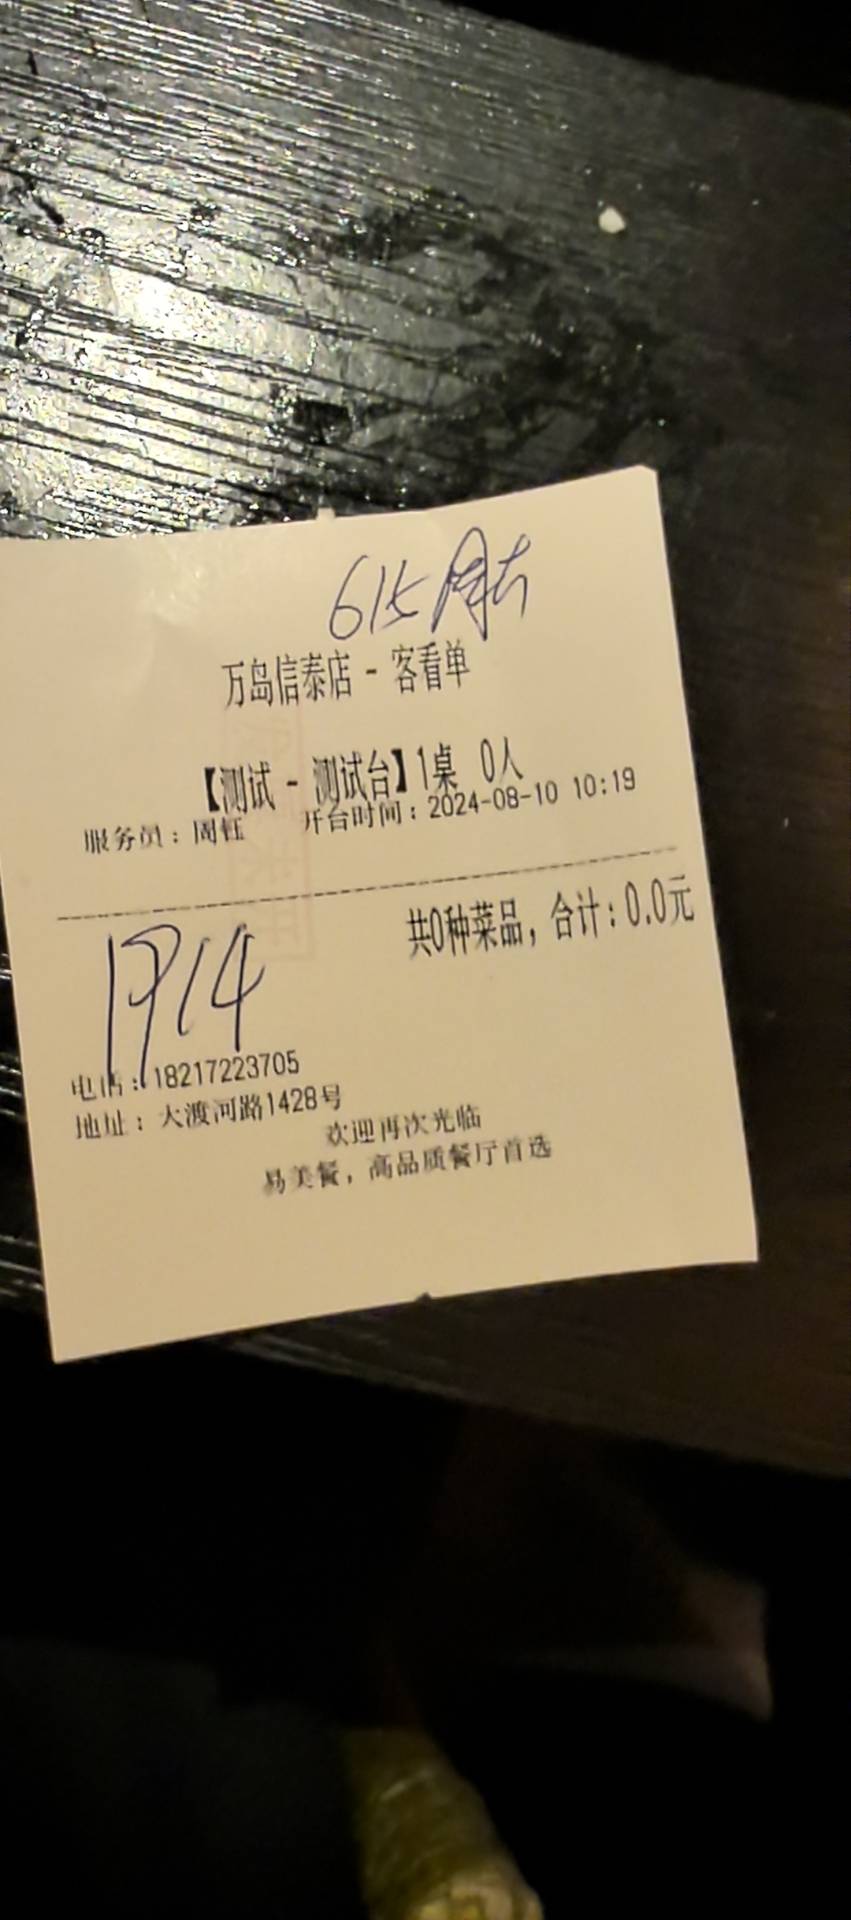 615
万岛信泰店 - 客看单
【测试 - 测试台】1桌 0人
服务员：周钰 开台时间：2024-08-10 10:19
共0种菜品，合计：0.0元
1914
电话：18217223705
地址：大渡河路1428号
欢迎再次光临
易美餐，高品质餐厅首选